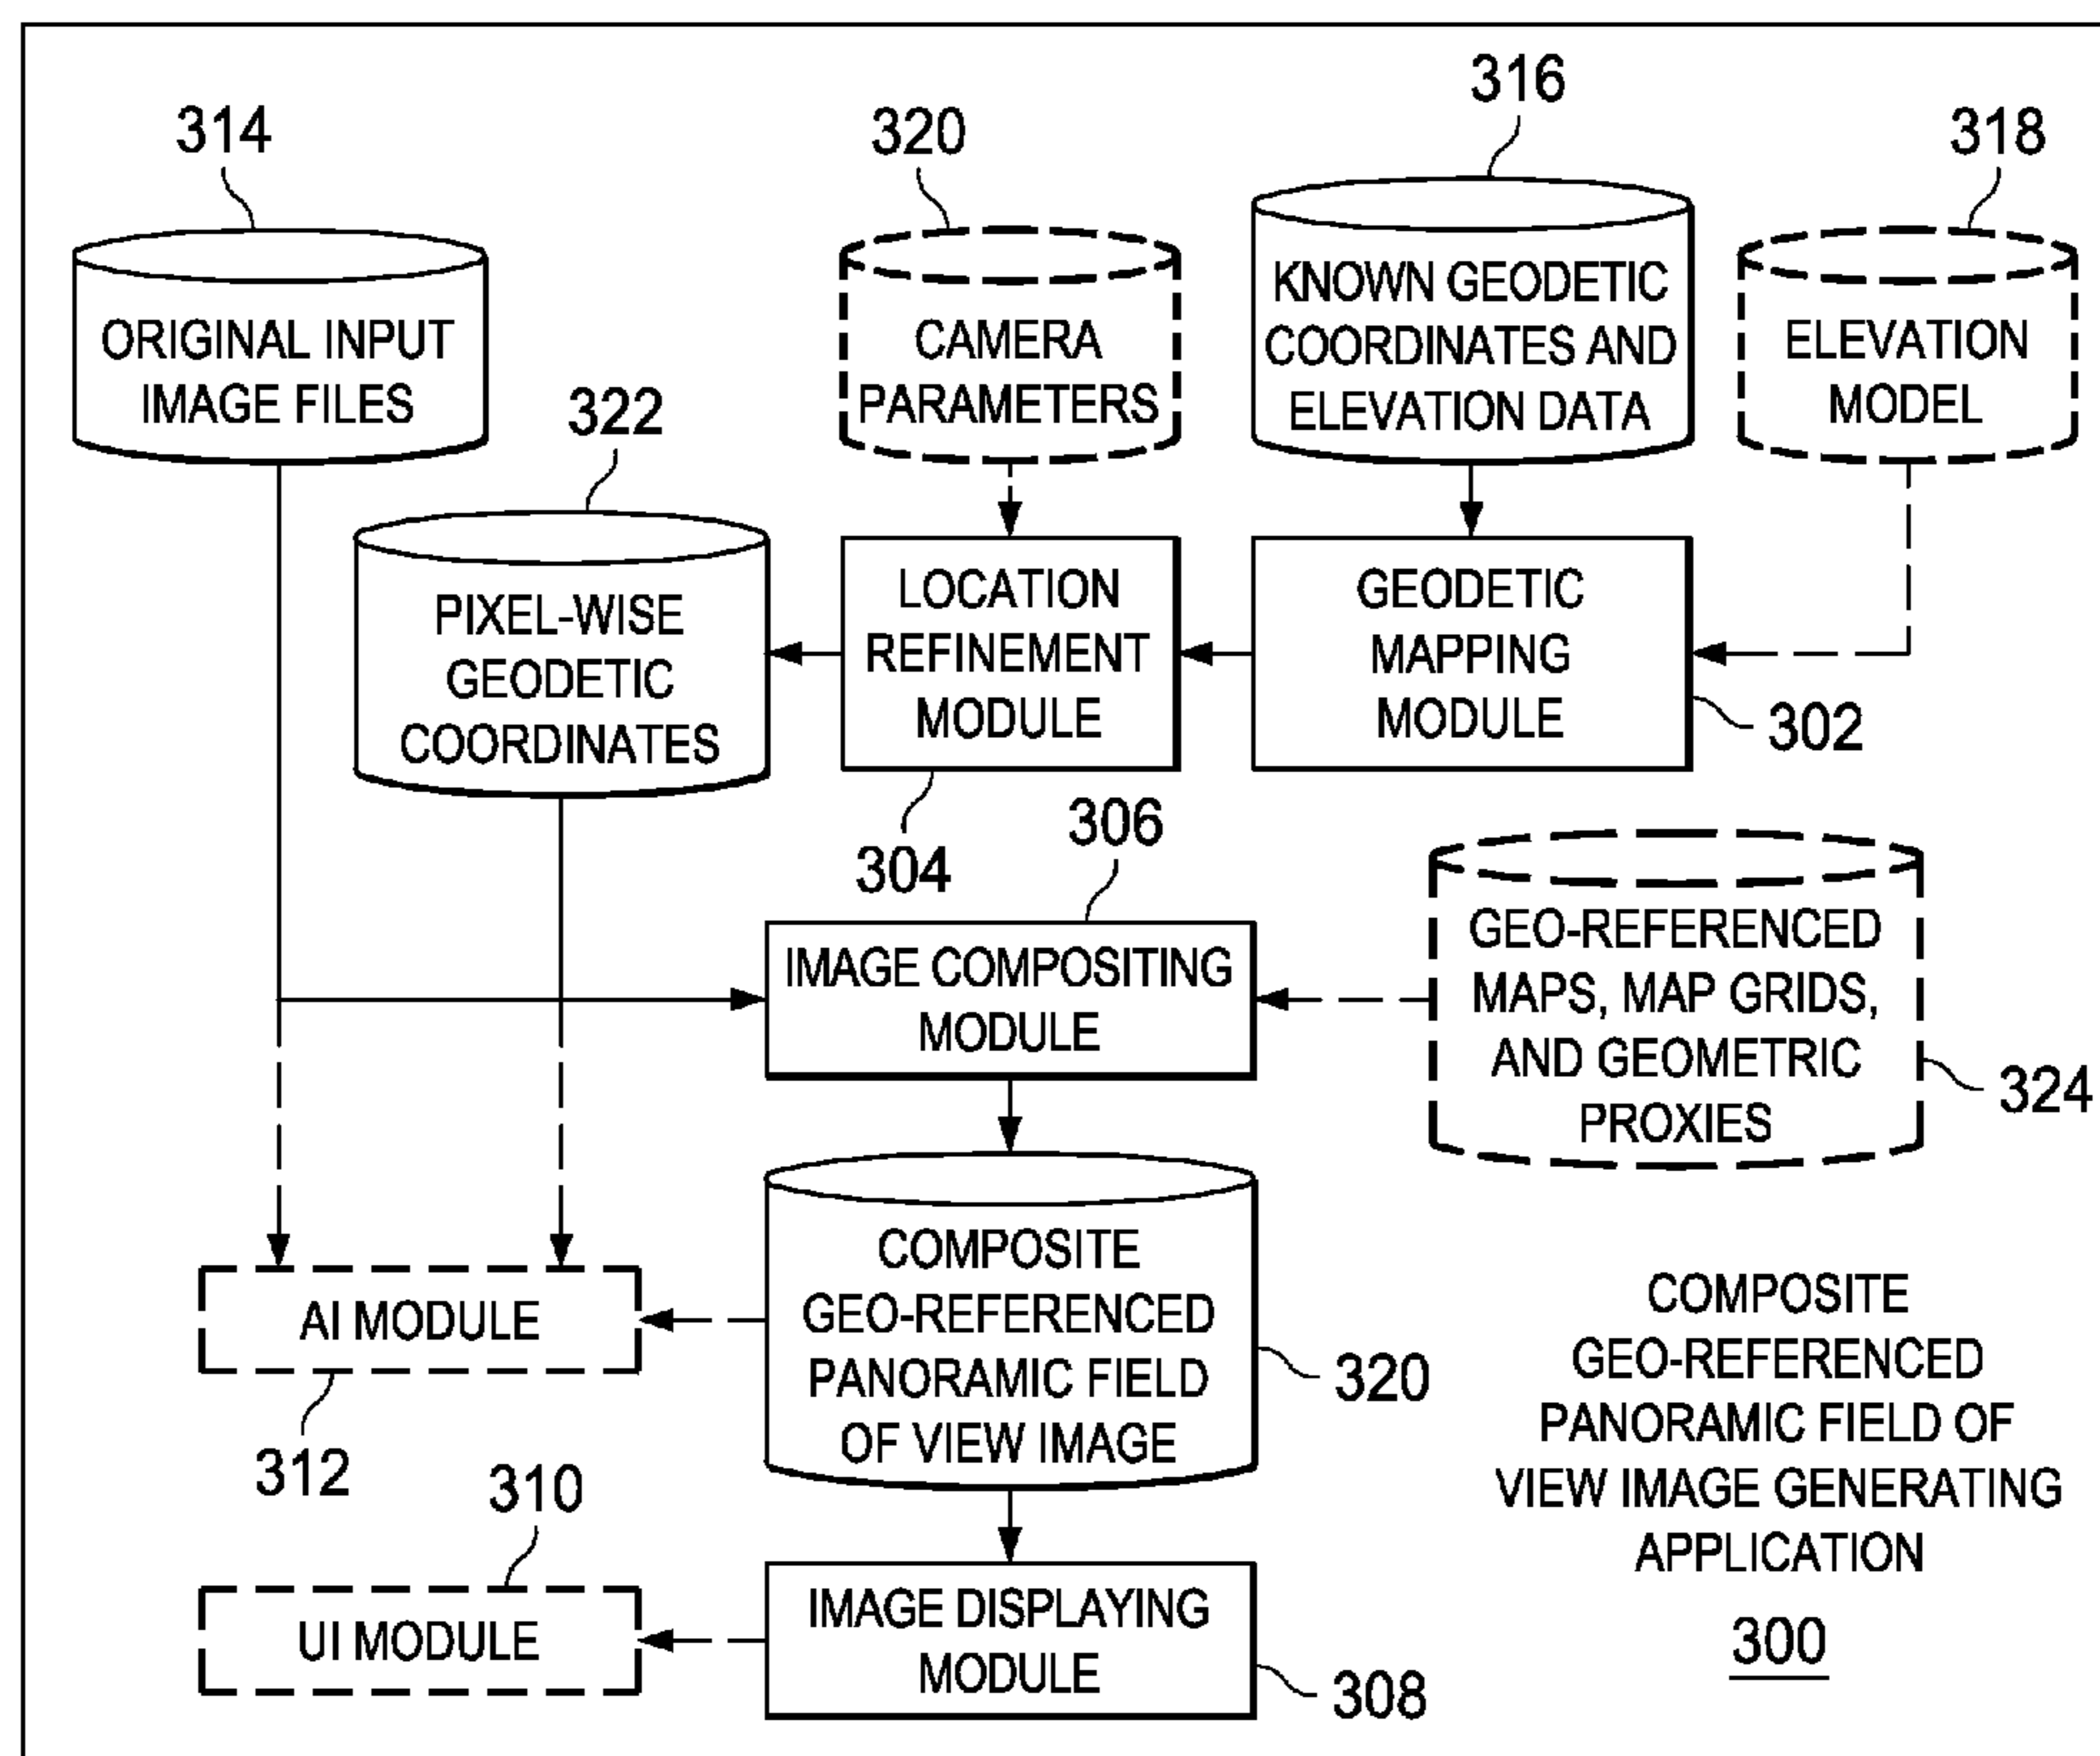 316
314
320
318
ORIGINAL INPUT
IMAGE FILES
CAMERA
PARAMETERS
KNOWN GEODETIC
COORDINATES AND
ELEVATION DATA
ELEVATION
MODEL
322
PIXEL-WISE
GEODETIC
COORDINATES
LOCATION
REFINEMENT
MODULE
GEODETIC
MAPPING
MODULE
302
304
306
IMAGE COMPOSITING
MODULE
GEO-REFERENCED
MAPS, MAP GRIDS,
AND GEOMETRIC
PROXIES
324
AI MODULE
312
COMPOSITE
GEO-REFERENCED
PANORAMIC FIELD
OF VIEW IMAGE
320
310
UI MODULE
IMAGE DISPLAYING
MODULE
308
COMPOSITE
GEO-REFERENCED
PANORAMIC FIELD OF
VIEW IMAGE GENERATING
APPLICATION
300